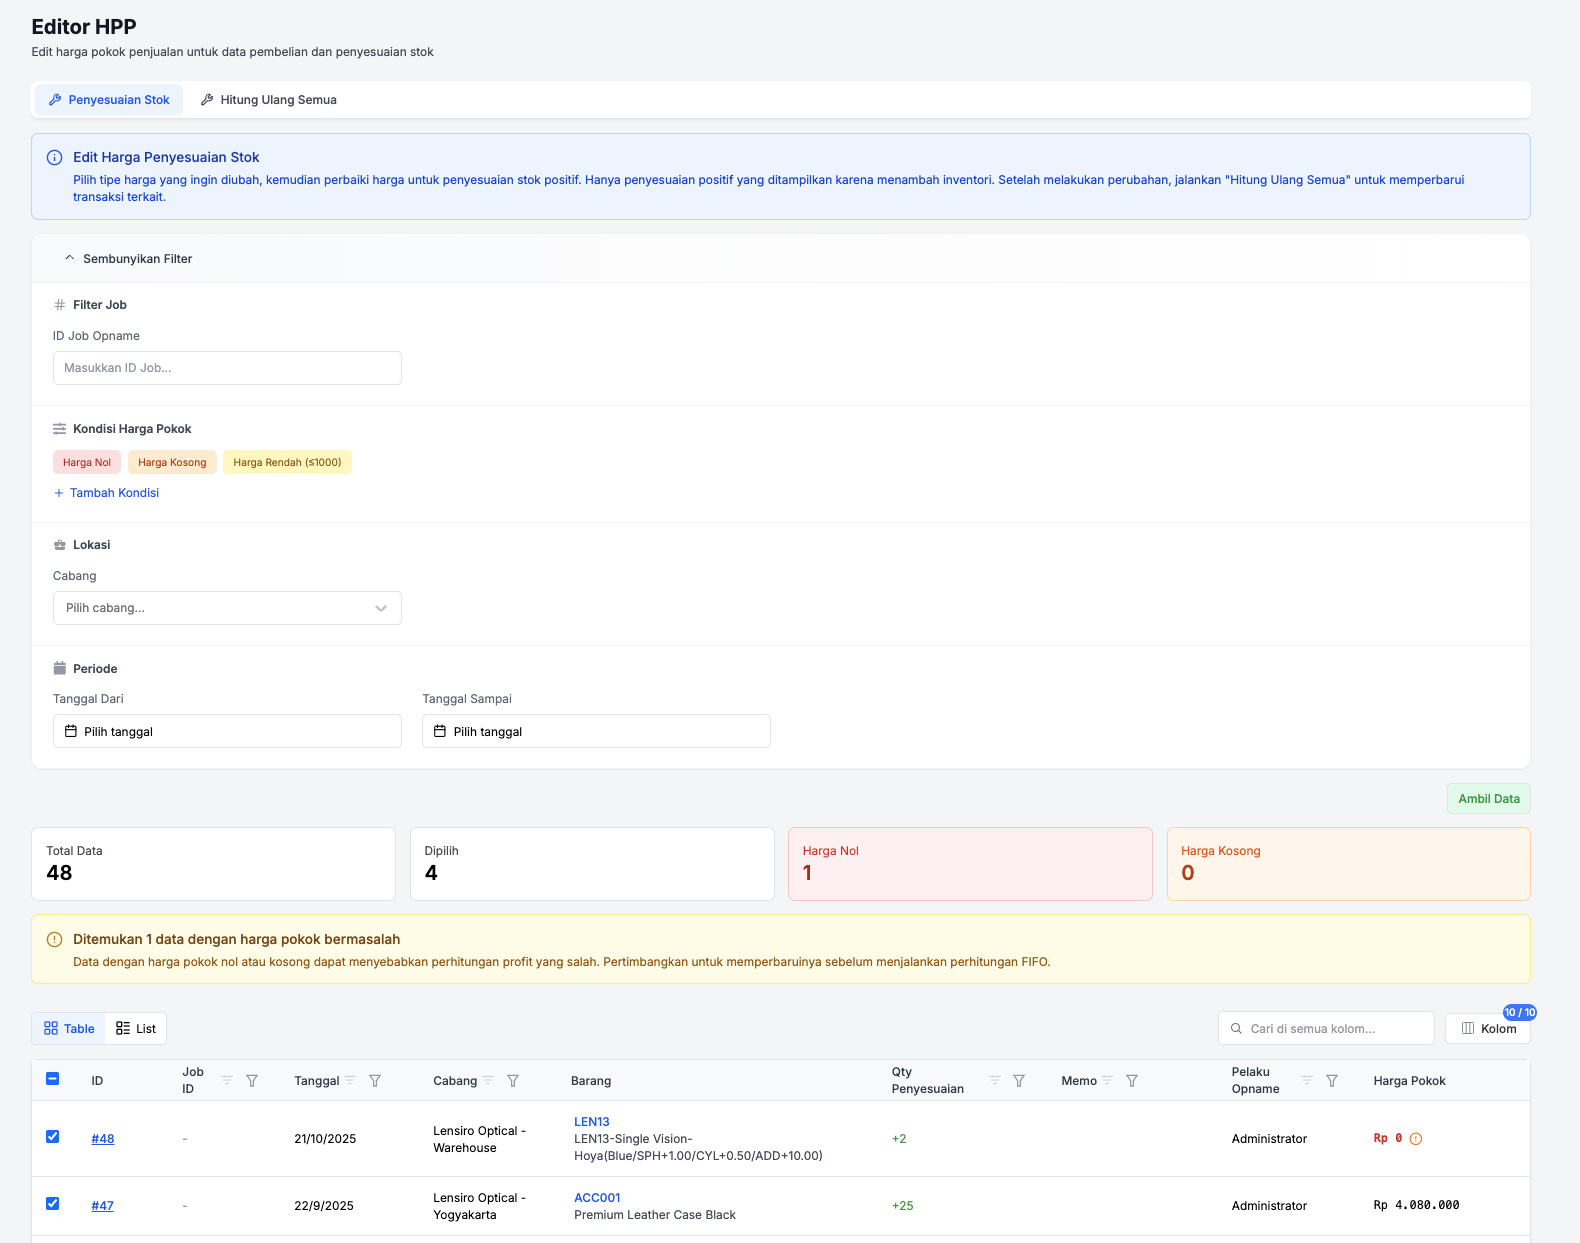 Editor HPP
Edit harga pokok penjualan untuk data pembelian dan penyesuaian stok
Penyesuaian Stok
Hitung Ulang Semua
Edit Harga Penyesuaian Stok
Pilih tipe harga yang ingin diubah, kemudian perbaiki harga untuk penyesuaian stok positif. Hanya penyesuaian positif yang ditampilkan karena menambah inventori. Setelah melakukan perubahan, jalankan "Hitung Ulang Semua" untuk memperbarui
transaksi terkait.
Sembunyikan Filter
Filter Job
ID Job Opname
Masukkan ID Job...
Kondisi Harga Pokok
Harga Nol
Harga Kosong
Harga Rendah (≤1000)
+ Tambah Kondisi
Lokasi
Cabang
Pilih cabang...
Periode
Tanggal Dari
Tanggal Sampai
Pilih tanggal
Pilih tanggal
Ambil Data
Total Data
48
Dipilih
4
Harga Nol
1
Harga Kosong
0
Ditemukan 1 data dengan harga pokok bermasalah
Data dengan harga pokok nol atau kosong dapat menyebabkan perhitungan profit yang salah. Pertimbangkan untuk memperbaruinya sebelum menjalankan perhitungan FIFO.
Table
List
Cari di semua kolom...
10 / 10
Kolom
ID
Job
ID
Tanggal
Cabang
Barang
Qty
Penyesuaian
Memo
Pelaku
Opname
Harga Pokok
#48
-
21/10/2025
Lensiro Optical -
Warehouse
LEN13
LEN13-Single Vision-
Hoya(Blue/SPH+1.00/CYL+0.50/ADD+10.00)
+2
Administrator
Rp 0
#47
-
22/9/2025
Lensiro Optical -
Yogyakarta
ACC001
Premium Leather Case Black
+25
Administrator
Rp 4.080.000